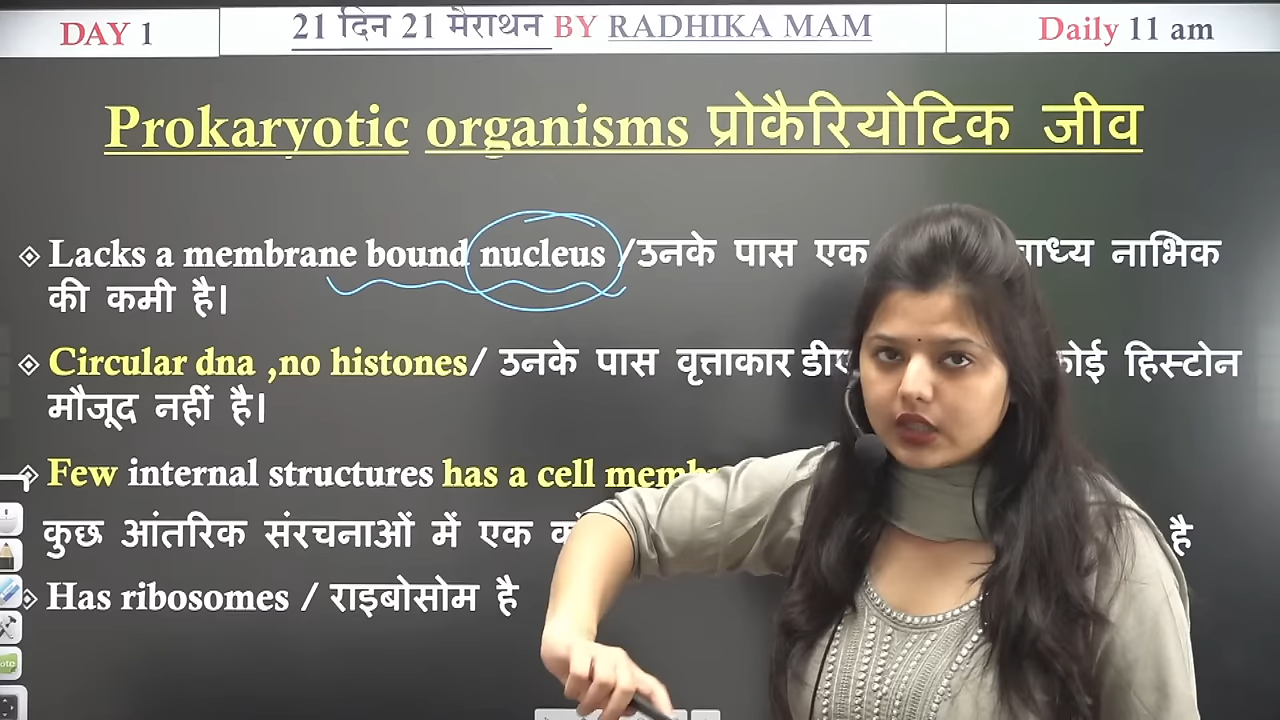 DAY 1
21 दिन 21 मैराथन BY RADHIKA MAM
Daily 11 am
Prokaryotic organisms प्रोकैरियोटिक जीव
Lacks a membrane bound nucleus /उनके पास एक नाभिक
की कमी है।
Circular dna ,no histones/ उनके पास वृत्ताकार कोई हिस्टोन
मौजूद नहीं है।
Few internal structures has a cell
कुछ आंतरिक संरचनाओं में एक है
Has ribosomes / राइबोसोम है